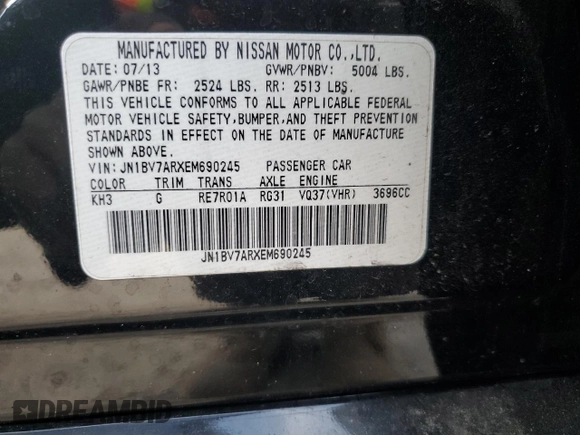 MANUFACTURED BY NISSAN MOTOR CO.,LTD.
DATE: 07/13 GVWR/PNBV: 5004 LBS.
GAWR/PNBE FR: 2524 LBS. RR: 2513 LBS.
THIS VEHICLE CONFORMS TO ALL APPLICABLE FEDERAL
MOTOR VEHICLE SAFETY,BUMPER,AND THEFT PREVENTION
STANDARDS IN EFFECT ON THE DATE OF MANUFACTURE
SHOWN ABOVE.
VIN: JN1BV7ARXEM690245 PASSENGER CAR
COLOR TRIM TRANS AXLE ENGINE
KH3 G RE7R01A RG31 VQ37(VHR) 3696CC
JN1BV7ARXEM690245
DREAMBID